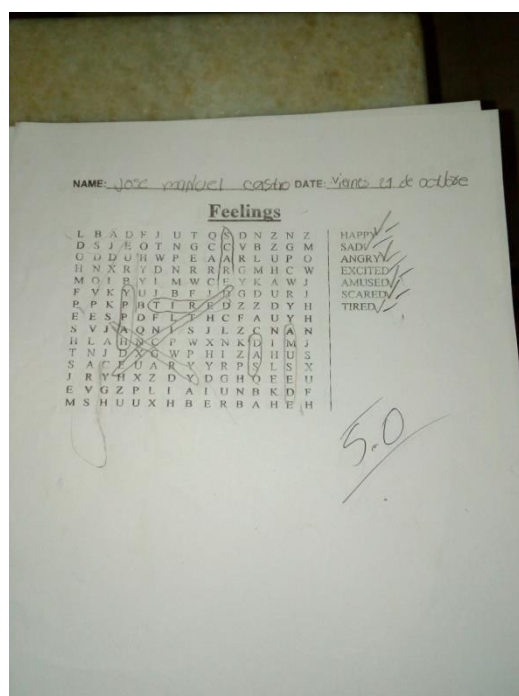 NAME: Jose manuel castro DATE: Viernes 21 de octubre
Feelings
L B A D F J U T Q S D N Z N Z
D S J E O T N G C C V B Z G M
O D D U H W P E A A R L U P O
H N X R Y D N R R R G M H C W
M O I B Y I M W C E Y K A W J
F V K Y U J B F J D G D U R J
P P K P B T I R E D Z Z D Y H
E E S P D F L T H C F A U Y H
S V J A Q N I S J L Z C N A N
H L A H N C P W X N K D I M J
T N J D X G W P H I Z A H U S
S A C E U A R Y Y R P S L S X
J R Y H X Z D Y D G H Q E E U
E V G Z P L I A I U N B K D F
M S H U U X H B E R B A H E H
HAPPY
SAD
ANGRY
EXCITED
AMUSED
SCARED
TIRED
5.0